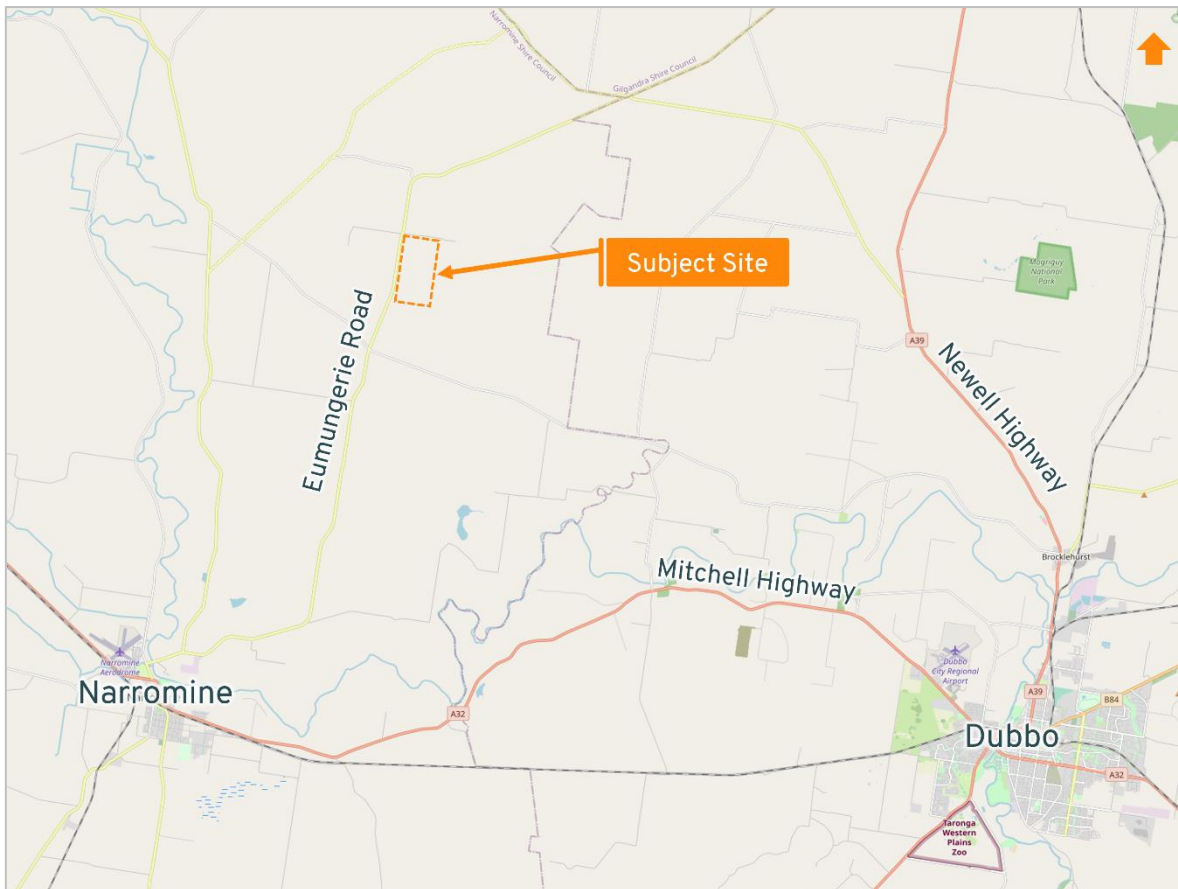 Narromine Shire Council
Gilgandra Shire Council
Subject Site
Mogriguy
National
Park
Eumungerie Road
A39
Newell Highway
Mitchell Highway
Brocklehurst
Narromine
Aerodrome
Narromine
Dubbo
City Regional
Airport
A32
A39
B84
Dubbo
A32
Taronga
Western
Plains
Zoo